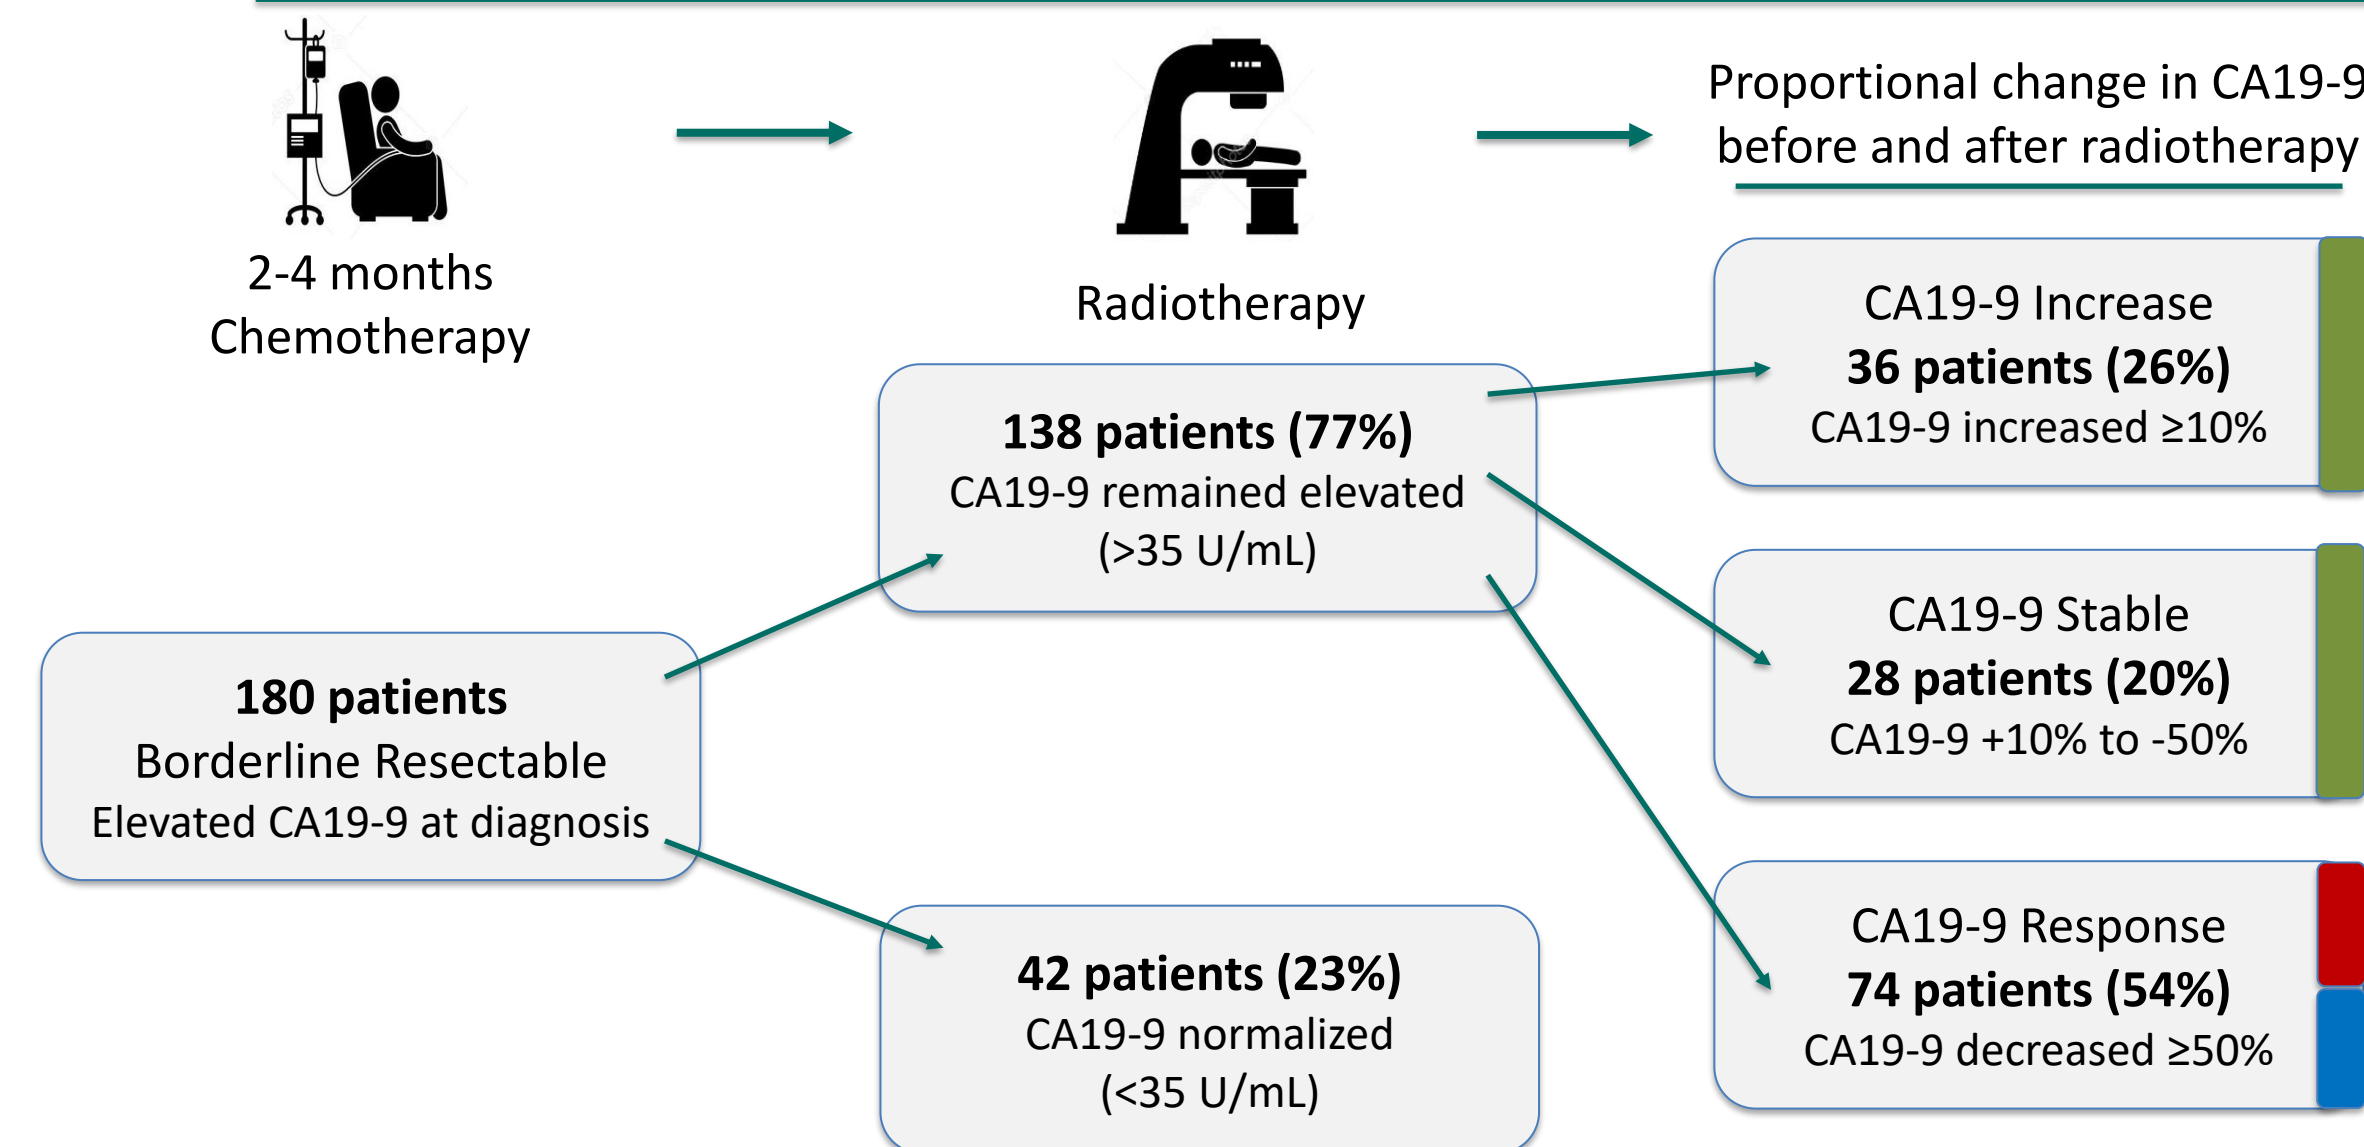 2-4 months
Chemotherapy
Radiotherapy
Proportional change in CA19-9
before and after radiotherapy
180 patients
Borderline Resectable
Elevated CA19-9 at diagnosis
138 patients (77%)
CA19-9 remained elevated
(>35 U/mL)
42 patients (23%)
CA19-9 normalized
(<35 U/mL)
CA19-9 Increase
36 patients (26%)
CA19-9 increased ≥10%
CA19-9 Stable
28 patients (20%)
CA19-9 +10% to -50%
CA19-9 Response
74 patients (54%)
CA19-9 decreased ≥50%